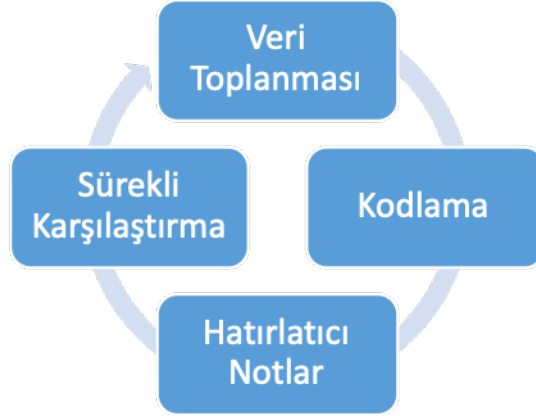 Veri
Toplanması
Kodlama
Hatırlatıcı
Notlar
Sürekli
Karşılaştırma